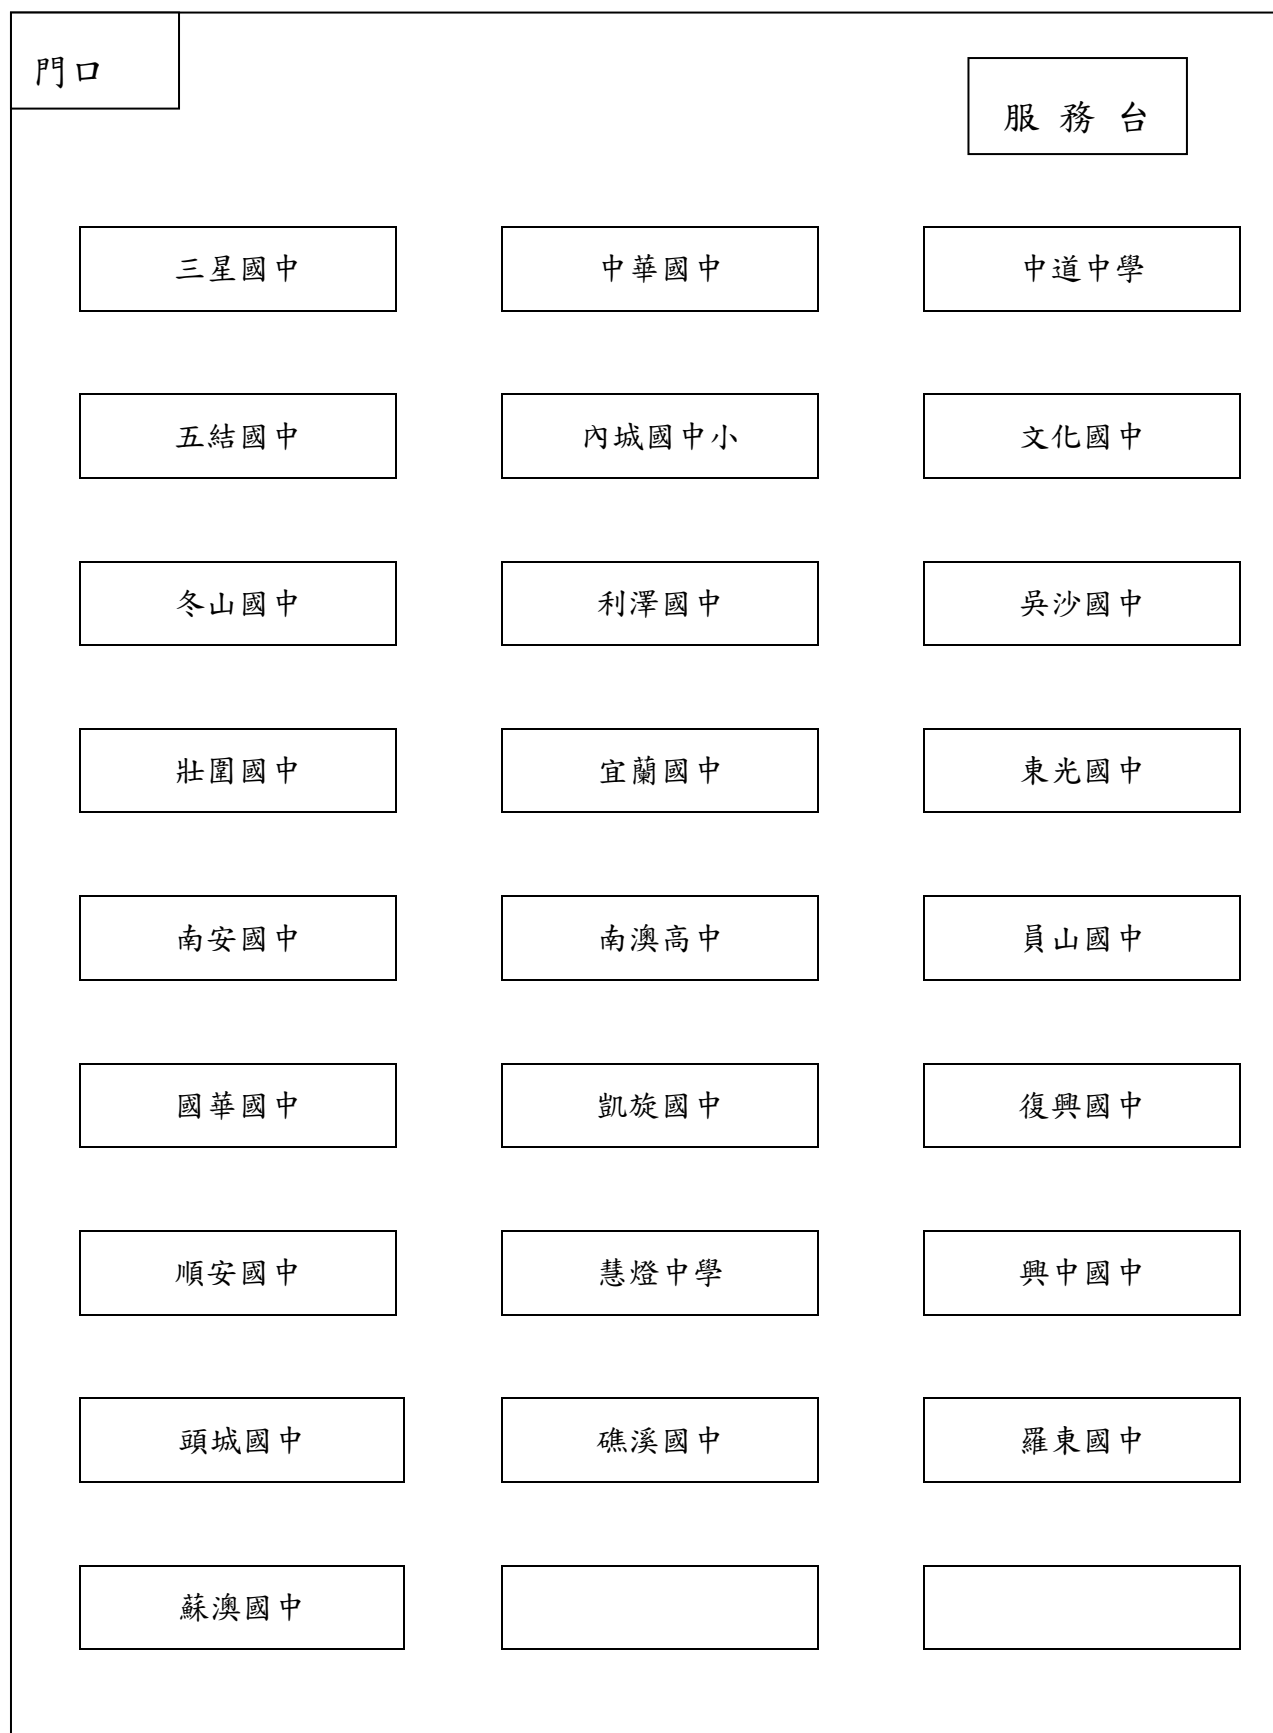 門口
服務台
三星國中
中華國中
中道中學
五結國中
內城國中小
文化國中
冬山國中
利澤國中
吳沙國中
壯圍國中
宜蘭國中
東光國中
南安國中
南澳高中
員山國中
國華國中
凱旋國中
復興國中
順安國中
慧燈中學
興中國中
頭城國中
礁溪國中
羅東國中
蘇澳國中